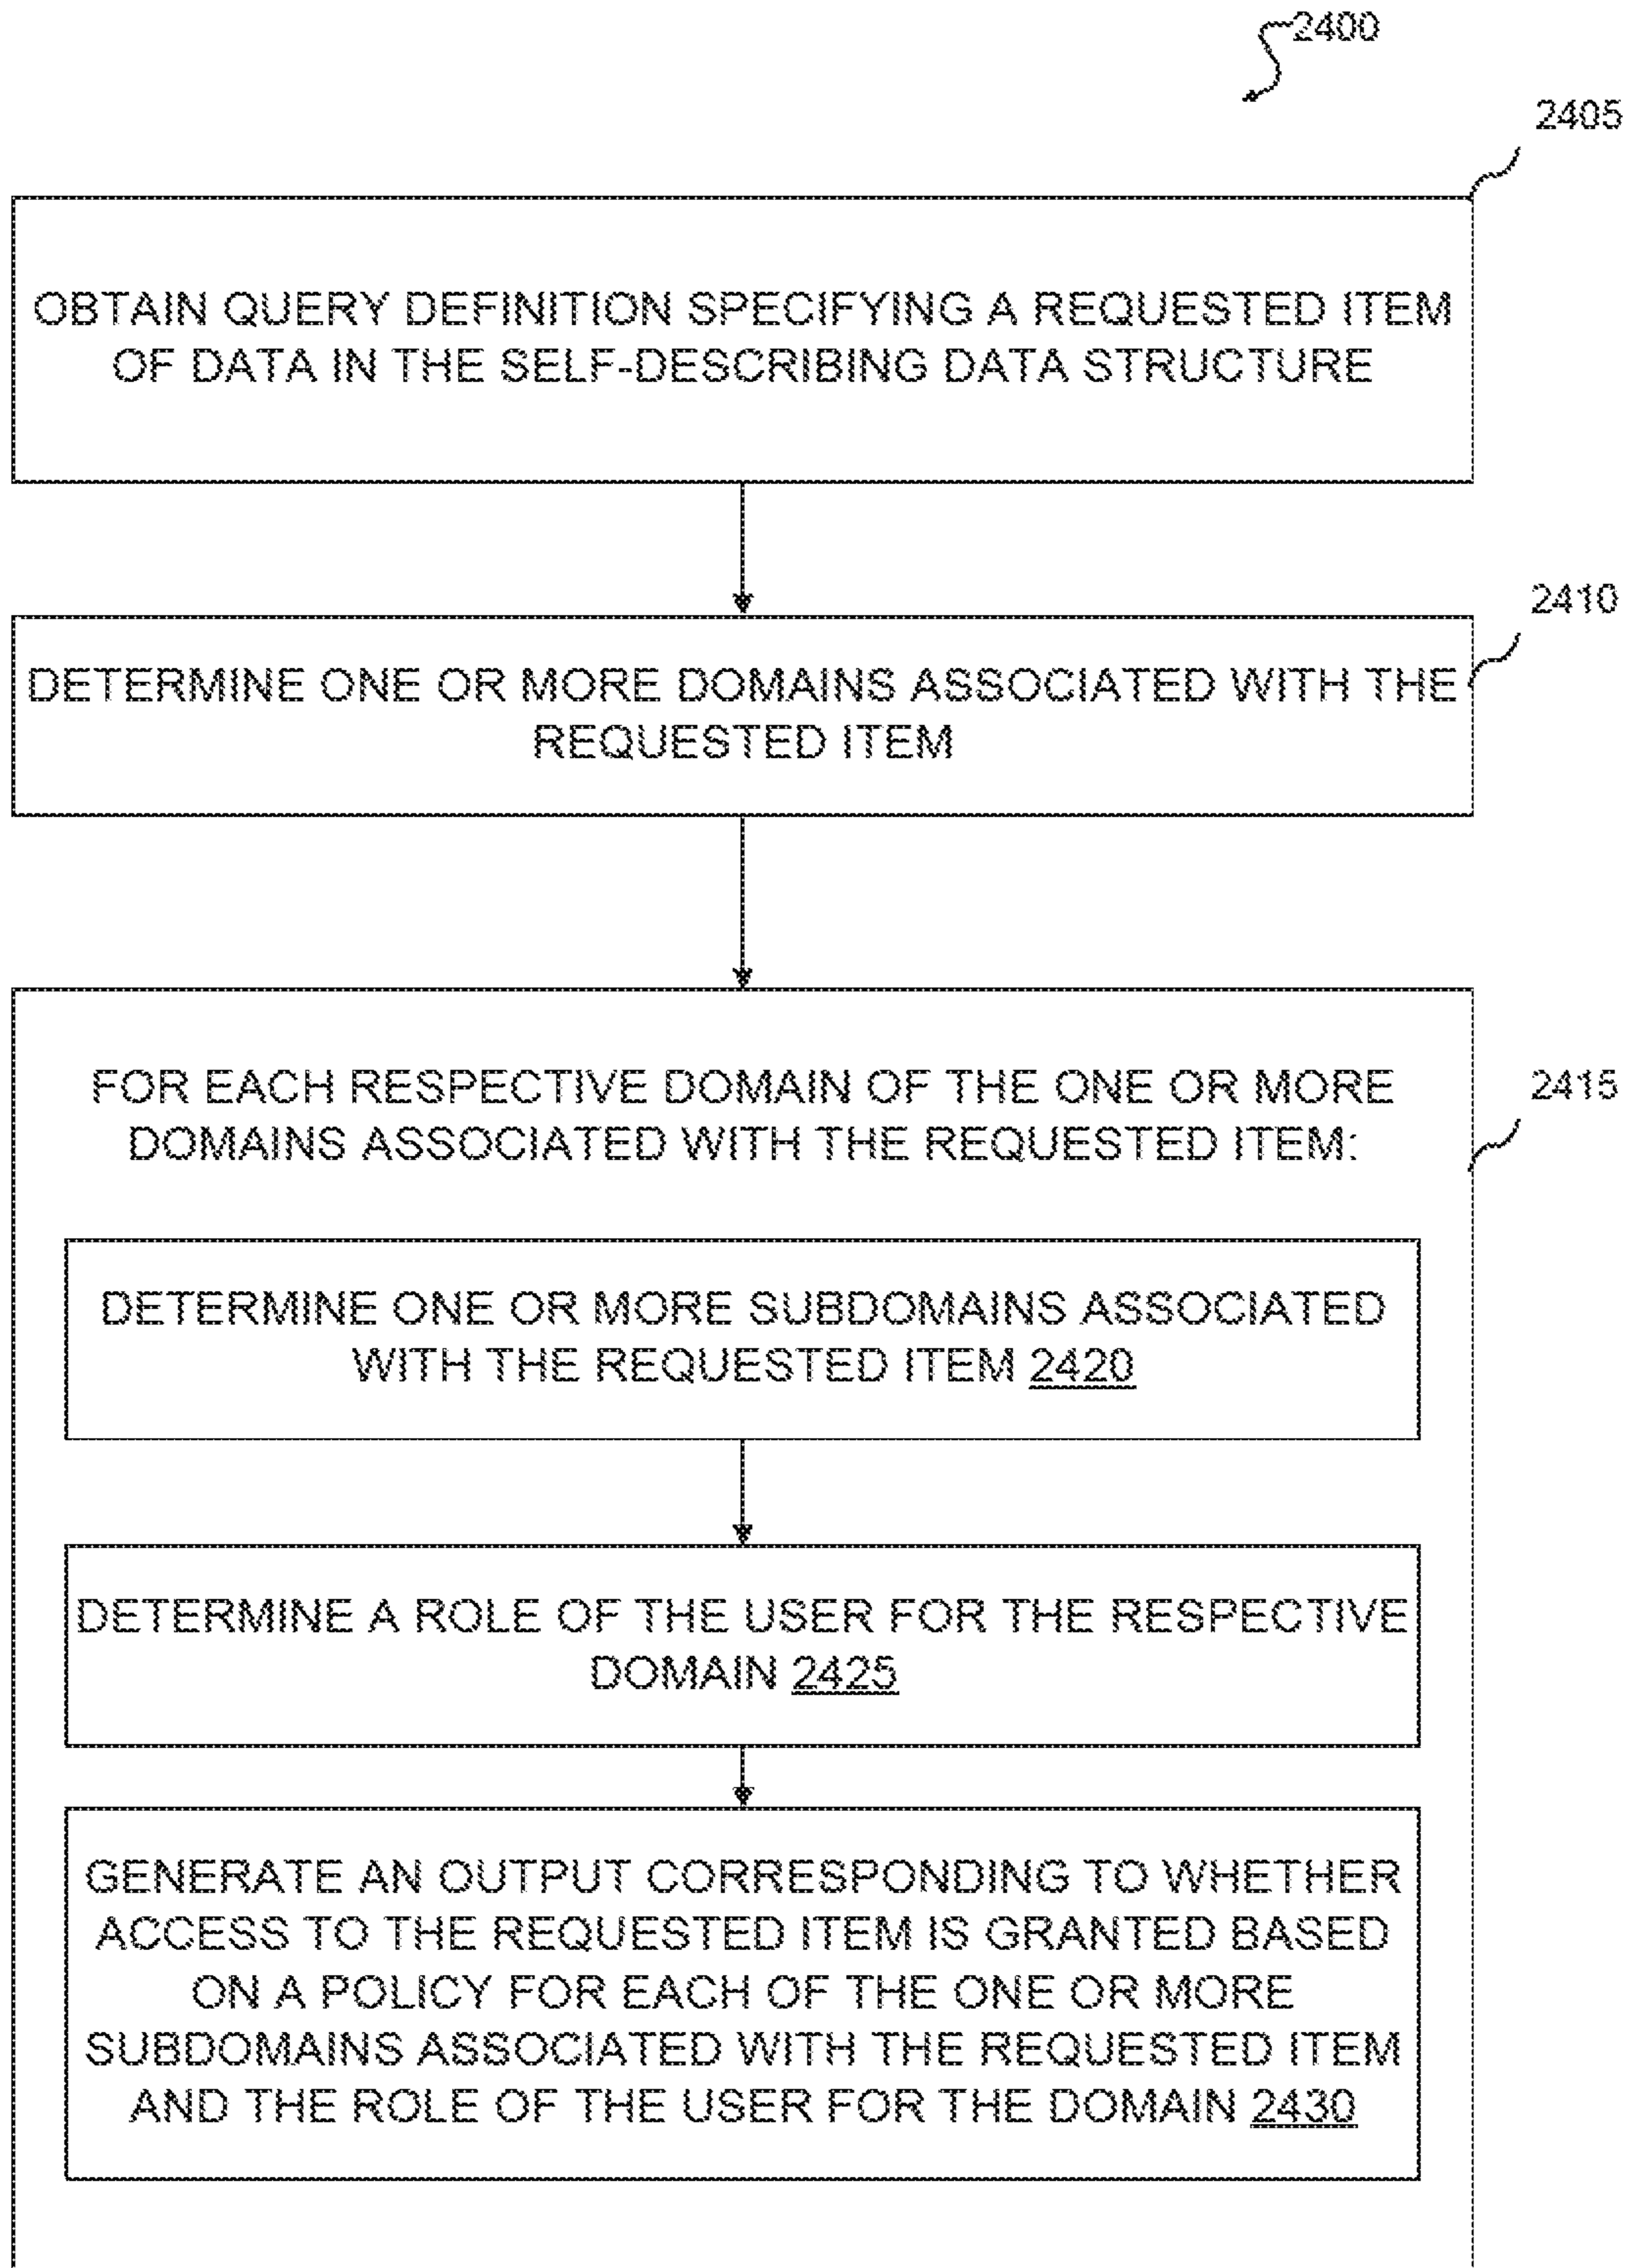 2400
2405
OBTAIN QUERY DEFINITION SPECIFYING A REQUESTED ITEM
OF DATA IN THE SELF-DESCRIBING DATA STRUCTURE
2410
DETERMINE ONE OR MORE DOMAINS ASSOCIATED WITH THE
REQUESTED ITEM
2415
FOR EACH RESPECTIVE DOMAIN OF THE ONE OR MORE
DOMAINS ASSOCIATED WITH THE REQUESTED ITEM:
DETERMINE ONE OR MORE SUBDOMAINS ASSOCIATED
WITH THE REQUESTED ITEM 2420
DETERMINE A ROLE OF THE USER FOR THE RESPECTIVE
DOMAIN 2425
GENERATE AN OUTPUT CORRESPONDING TO WHETHER
ACCESS TO THE REQUESTED ITEM IS GRANTED BASED
ON A POLICY FOR EACH OF THE ONE OR MORE
SUBDOMAINS ASSOCIATED WITH THE REQUESTED ITEM
AND THE ROLE OF THE USER FOR THE DOMAIN 2430